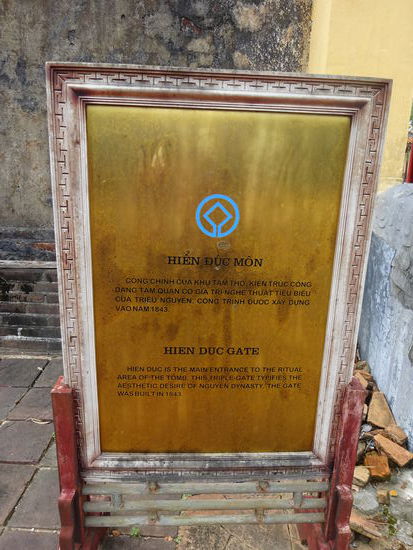 HIỂN ĐỨC MÔN
CỔNG CHÍNH CỦA KHU TẨM THỜ, KIẾN TRÚC CỔNG
DẠNG TAM QUAN CÓ GIÁ TRỊ NGHỆ THUẬT TIÊU BIỂU
CỦA TRIỀU NGUYỄN. CÔNG TRÌNH ĐƯỢC XÂY DỰNG
VÀO NĂM 1843.
HIEN DUC GATE
HIEN DUC IS THE MAIN ENTRANCE TO THE RITUAL
AREA OF THE TOMB. THIS TRIPLE-GATE TYPIFIES THE
AESTHETIC DESIRE OF NGUYEN DYNASTY. THE GATE
WAS BUILT IN 1843.